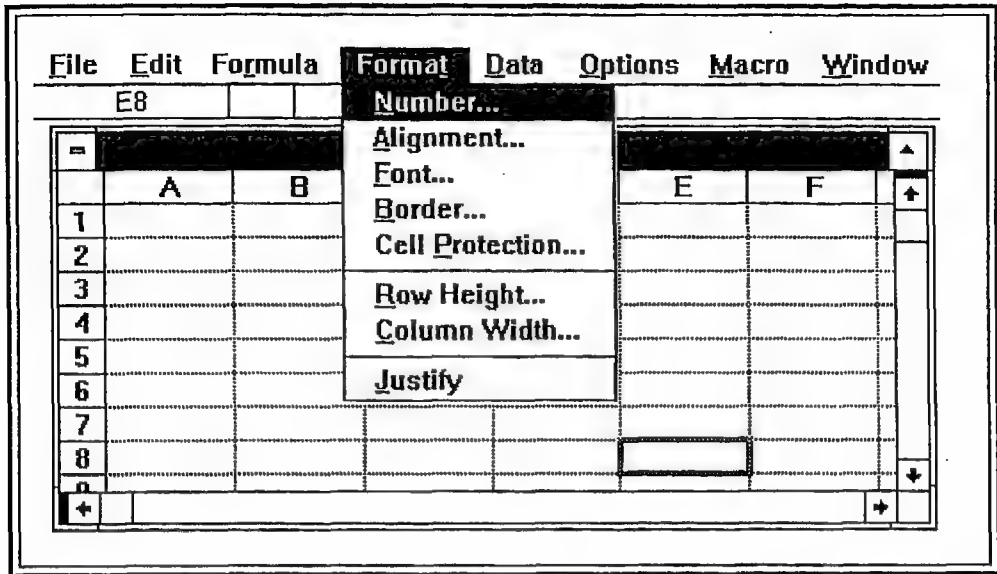 File Edit Formula Format Data Options Macro Window
E8
Number...
Alignment...
Font...
Border...
Cell Protection...
Row Height...
Column Width...
Justify
A B E F
1
2
3
4
5
6
7
8